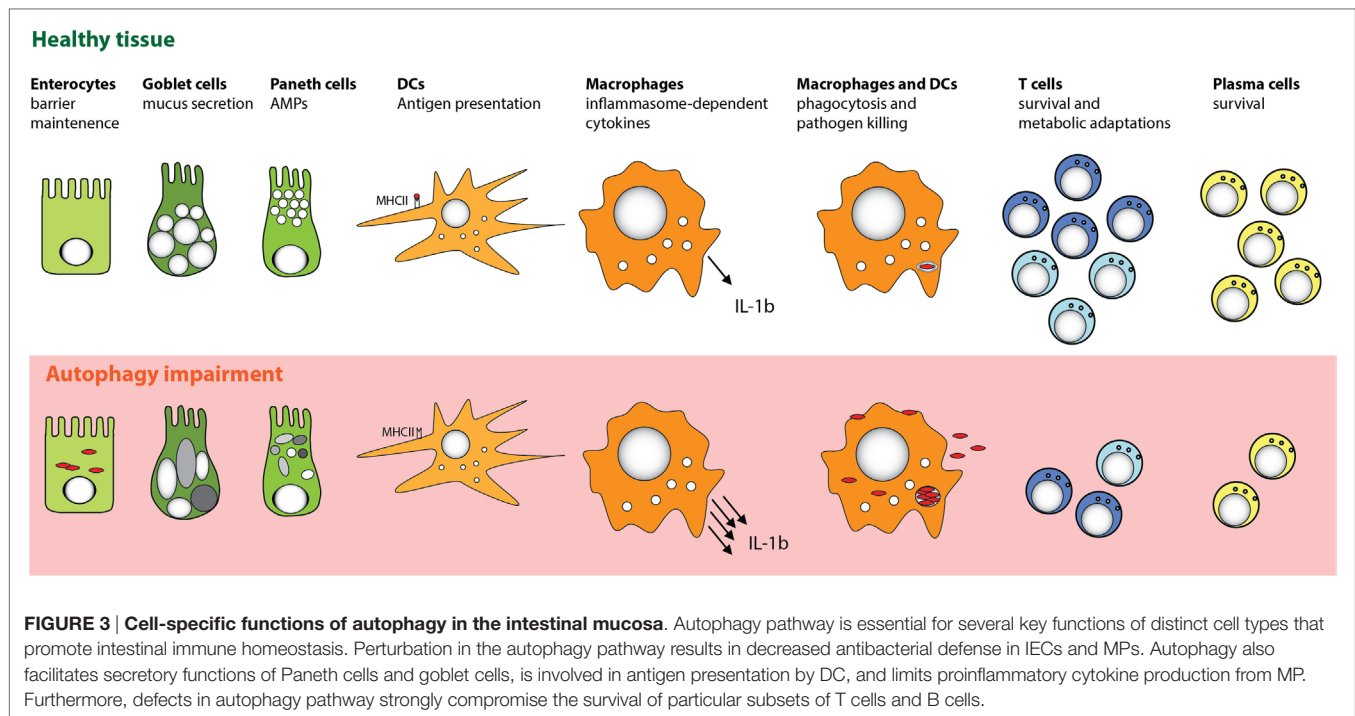 Healthy tissue
Enterocytes
barrier
maintenence
Goblet cells
mucus secretion
Paneth cells
AMPs
DCs
Antigen presentation
Macrophages
inflammasome-dependent
cytokines
Macrophages and DCs
phagocytosis and
pathogen killing
T cells
survival and
metabolic adaptations
Plasma cells
survival
MHCII
IL-1b
Autophagy impairment
MHCII
IL-1b
FIGURE 3 | Cell-specific functions of autophagy in the intestinal mucosa. Autophagy pathway is essential for several key functions of distinct cell types that
promote intestinal immune homeostasis. Perturbation in the autophagy pathway results in decreased antibacterial defense in IECs and MPs. Autophagy also
facilitates secretory functions of Paneth cells and goblet cells, is involved in antigen presentation by DC, and limits proinflammatory cytokine production from MP.
Furthermore, defects in autophagy pathway strongly compromise the survival of particular subsets of T cells and B cells.